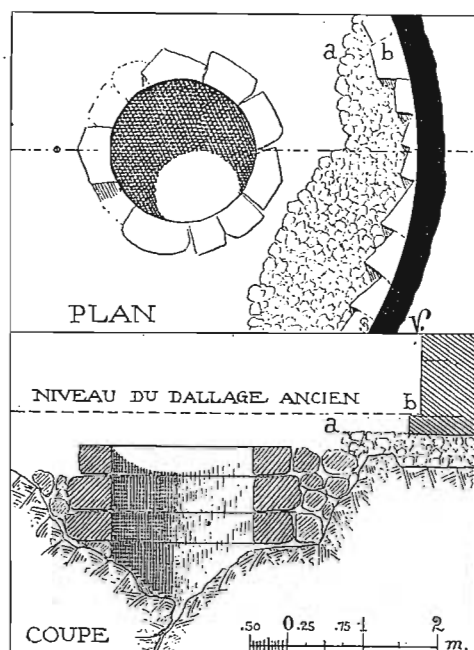 a b
PLAN
s V.
NIVEAU DU DALLAGE ANCIEN b
a
COUPE
.50 0.25 .75 1 2
m.